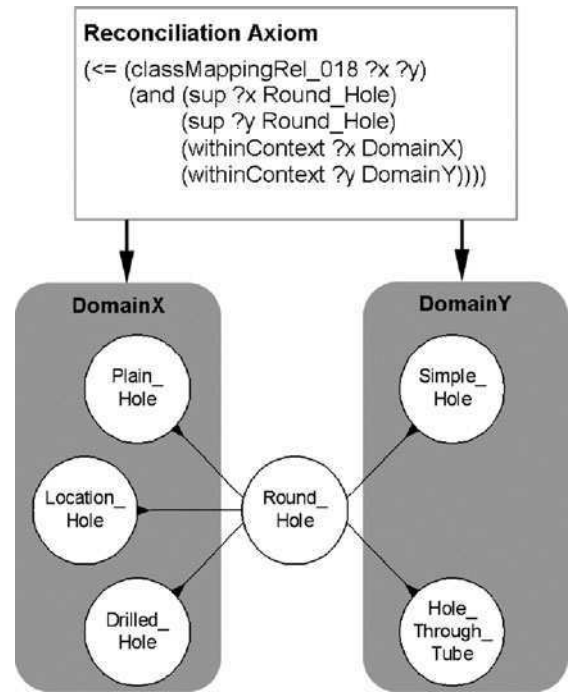 Reconciliation Axiom
(<= (classMappingRel_018 ?x ?y)
(and (sup ?x Round_Hole)
(sup ?y Round_Hole)
(withinContext ?x DomainX)
(withinContext ?y DomainY))))
DomainX
DomainY
Plain_
Hole
Simple_
Hole
Location_
Hole
Round_
Hole
Drilled_
Hole
Hole_
Through_
Tube